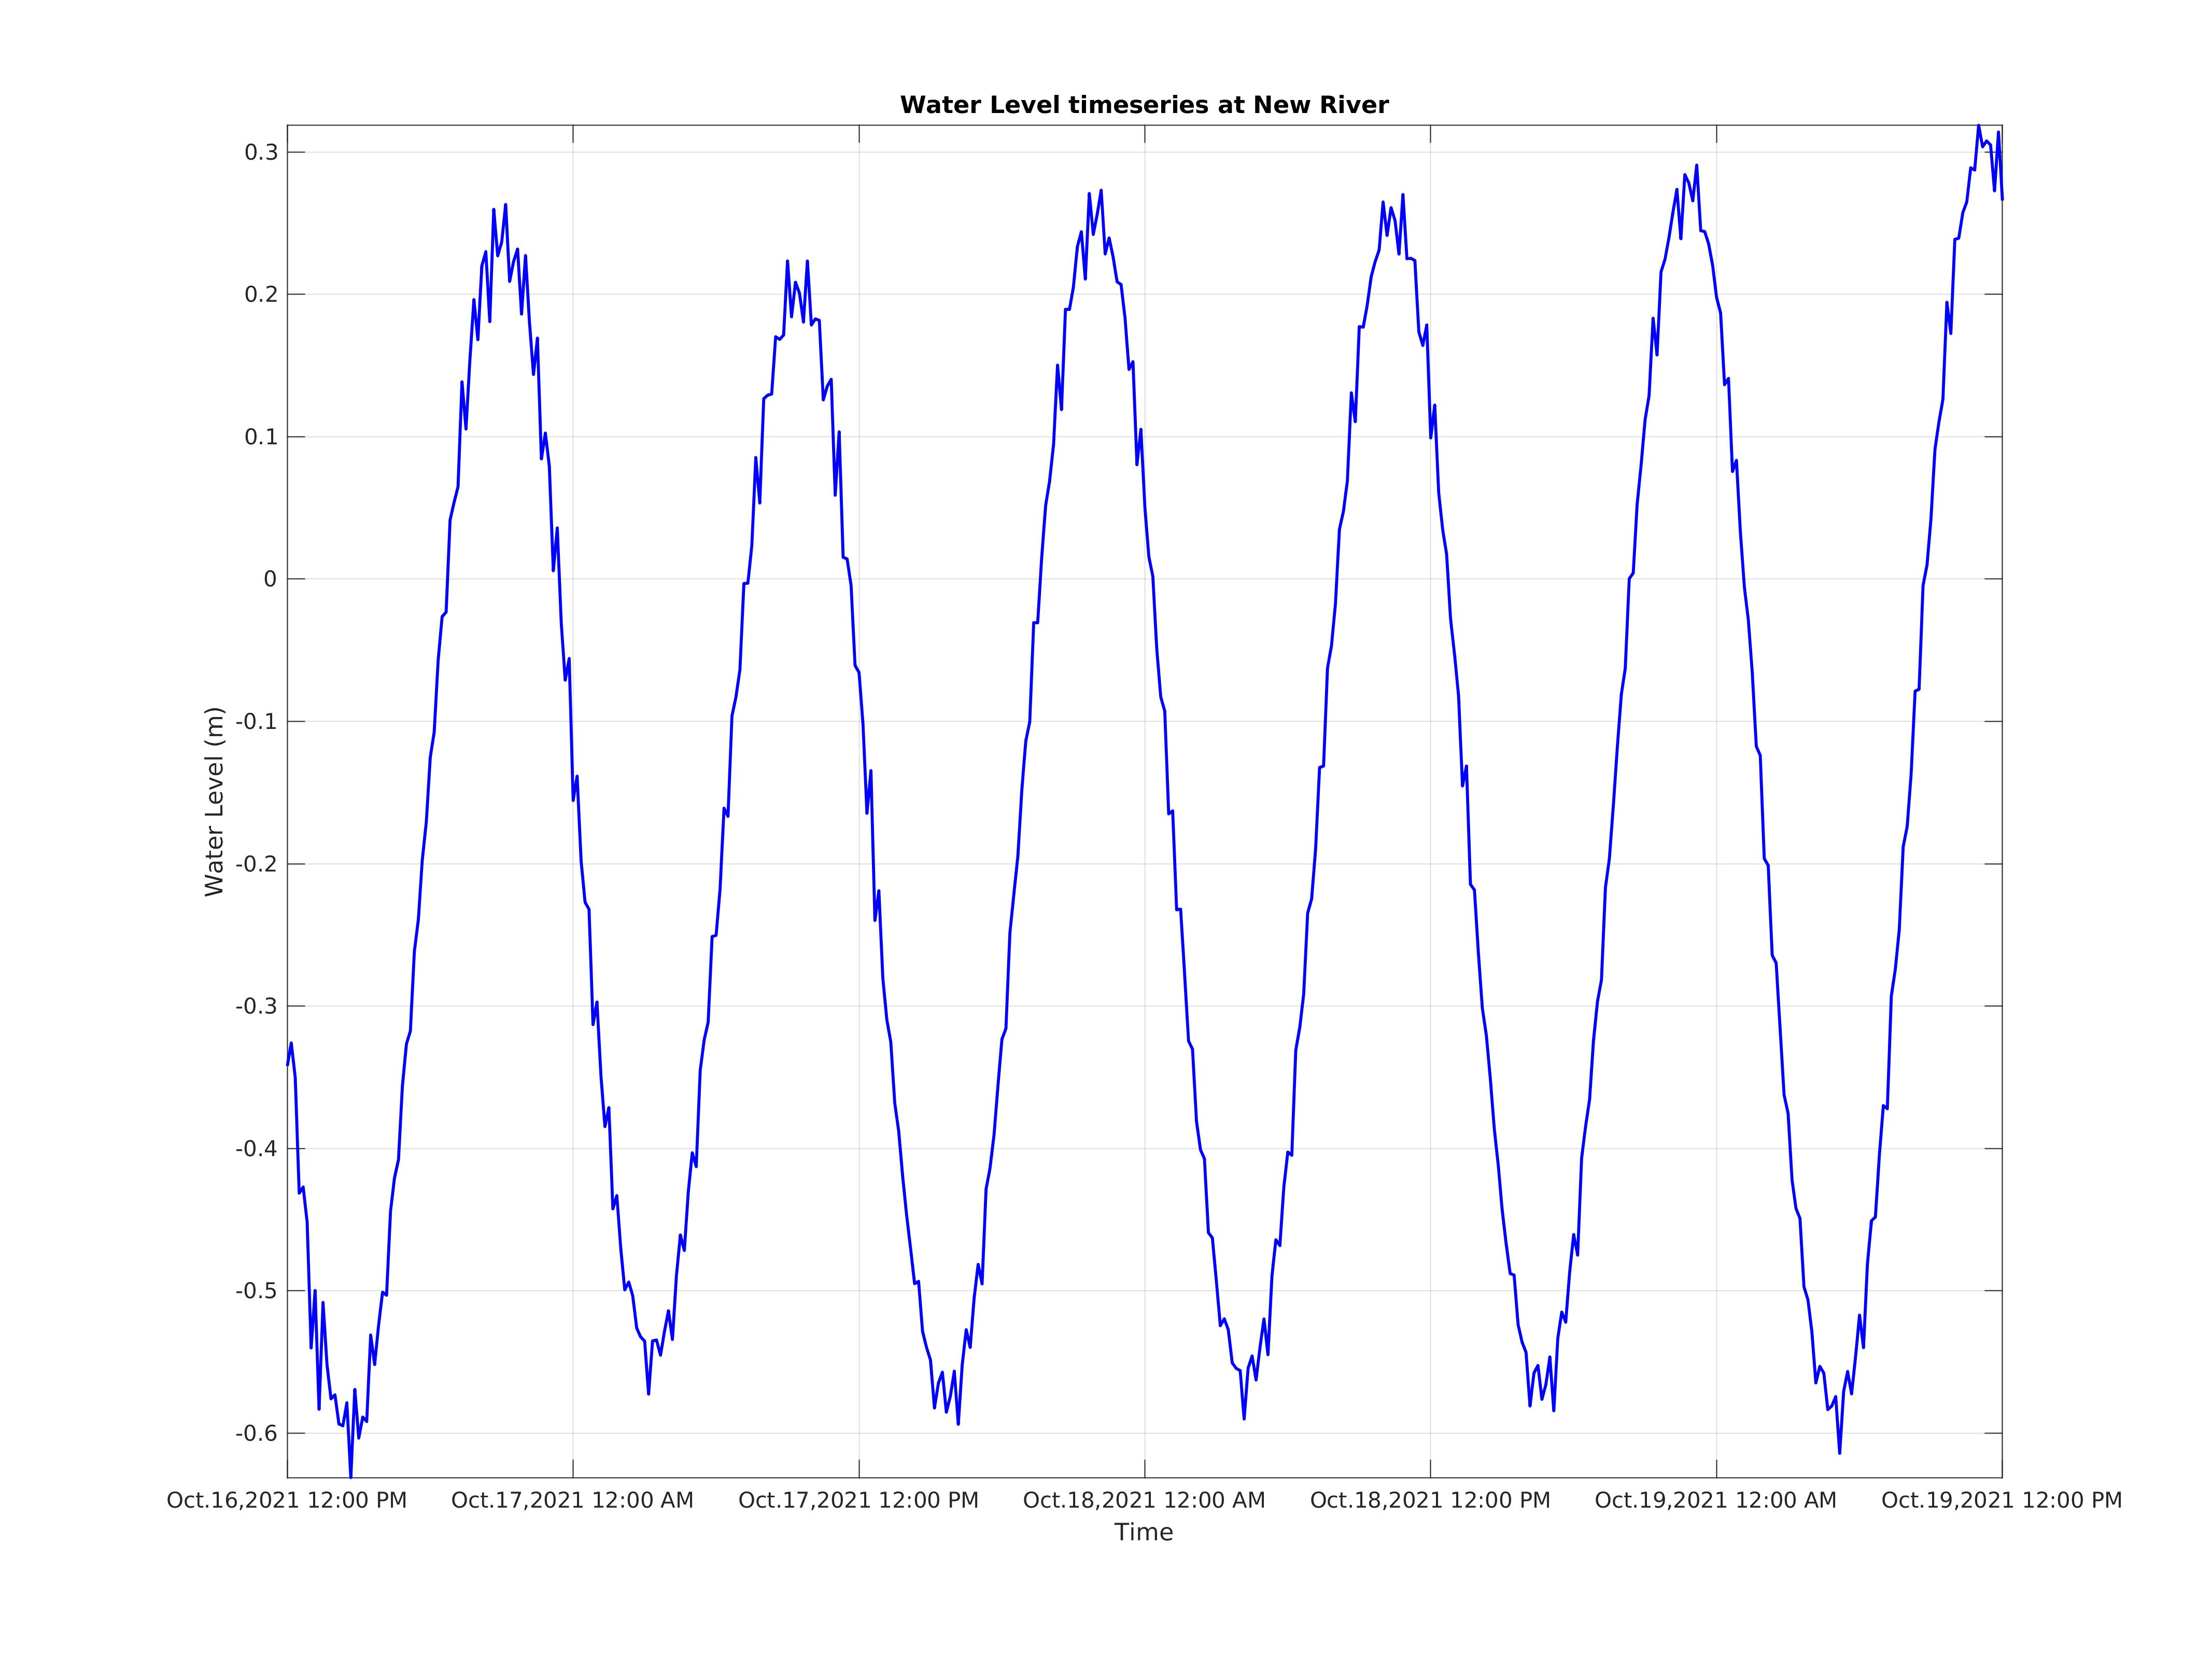 Water Level timeseries at New River
0.3
0.2
0.1
0
-0.1
-0.2
-0.3
-0.4
-0.5
-0.6
Water Level (m)
Oct.16,2021 12:00 PM Oct.17,2021 12:00 AM Oct.17,2021 12:00 PM Oct.18,2021 12:00 AM Oct.18,2021 12:00 PM Oct.19,2021 12:00 AM Oct.19,2021 12:00 PM
Time